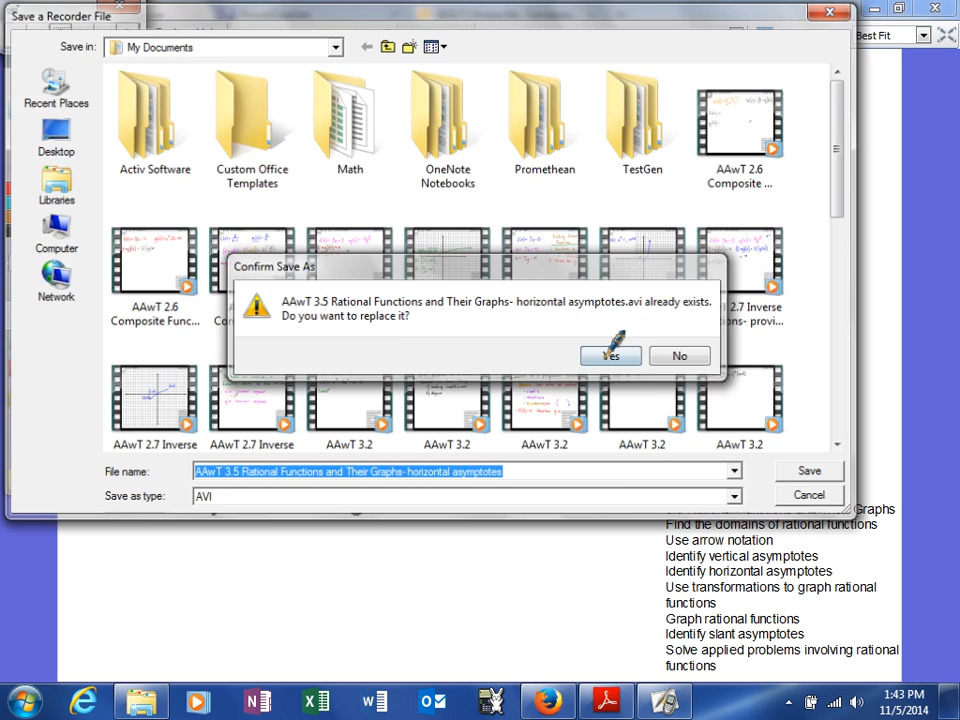 Save a Recorder File
Save in:
My Documents
Best Fit
Recent Places
Desktop
Libraries
Computer
Network
Activ Software
Custom Office
Templates
Math
OneNote
Notebooks
Promethean
TestGen
AAwT 2.6
Composite ...
AAwT 2.6
Composite Func...
2.7 Inverse
ons- provi...
Confirm Save As
AAwT 3.5 Rational Functions and Their Graphs- horizontal asymptotes.avi already exists.
Do you want to replace it?
Yes
No
AAwT 2.7 Inverse
AAwT 2.7 Inverse
AAwT 3.2
AAwT 3.2
AAwT 3.2
AAwT 3.2
AAwT 3.2
File name:
AAwT 3.5 Rational Functions and Their Graphs- horizontal asymptotes
Save
Save as type:
AVI
Cancel
Graphs
Find the domains of rational functions
Use arrow notation
Identify vertical asymptotes
Identify horizontal asymptotes
Use transformations to graph rational
functions
Graph rational functions
Identify slant asymptotes
Solve applied problems involving rational
functions
1:43 PM
11/5/2014